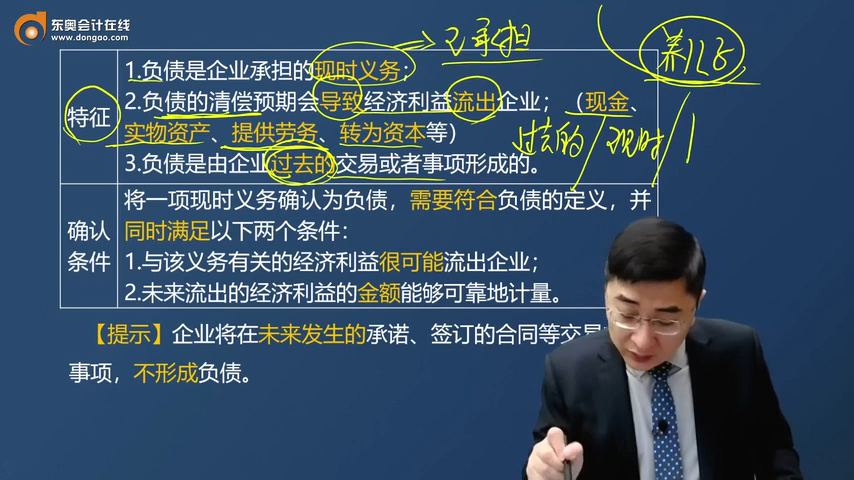 东奥会计在线
www.dongao.com
已承担
养儿子
特征
1.负债是企业承担的现时义务；
2.负债的清偿预期会导致经济利益流出企业；（现金、
实物资产、提供劳务、转为资本等）
3.负债是由企业过去的交易或者事项形成的。
过去的/现时/
确认
条件
将一项现时义务确认为负债，需要符合负债的定义，并
同时满足以下两个条件：
1.与该义务有关的经济利益很可能流出企业；
2.未来流出的经济利益的金额能够可靠地计量。
【提示】企业将在未来发生的承诺、签订的合同等交易
事项，不形成负债。